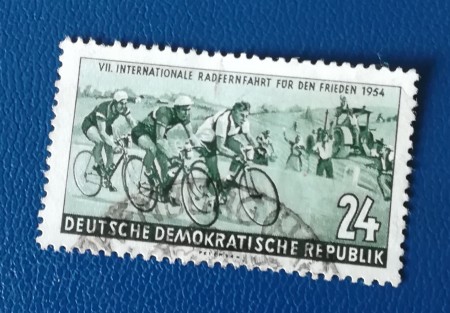 VII. INTERNATIONALE RADFERNFAHRT FÜR DEN FRIEDEN 1954
24
DEUTSCHE DEMOKRATISCHE REPUBLIK